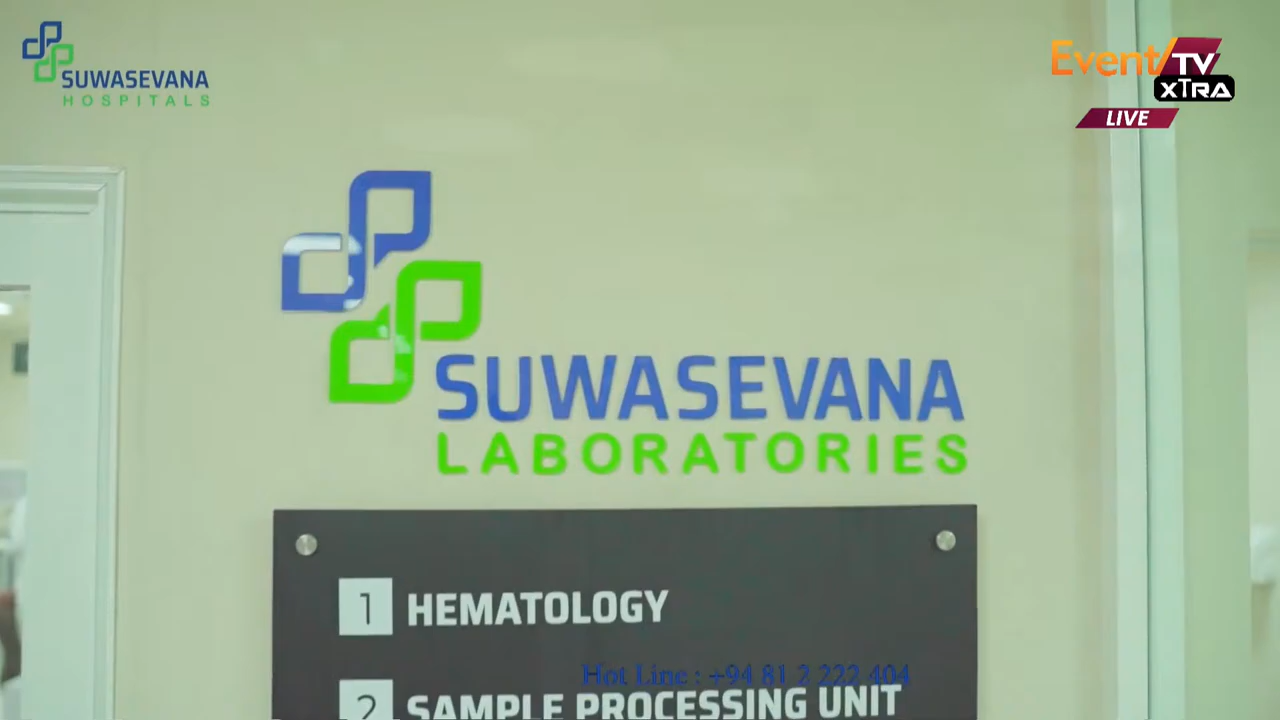 SUWASEVANA
HOSPITALS
Event TV
XTRA
LIVE
SUWASEVANA
LABORATORIES
1 HEMATOLOGY
Hot Line : +94 81 2 222 404
2 SAMPLE PROCESSING UNIT